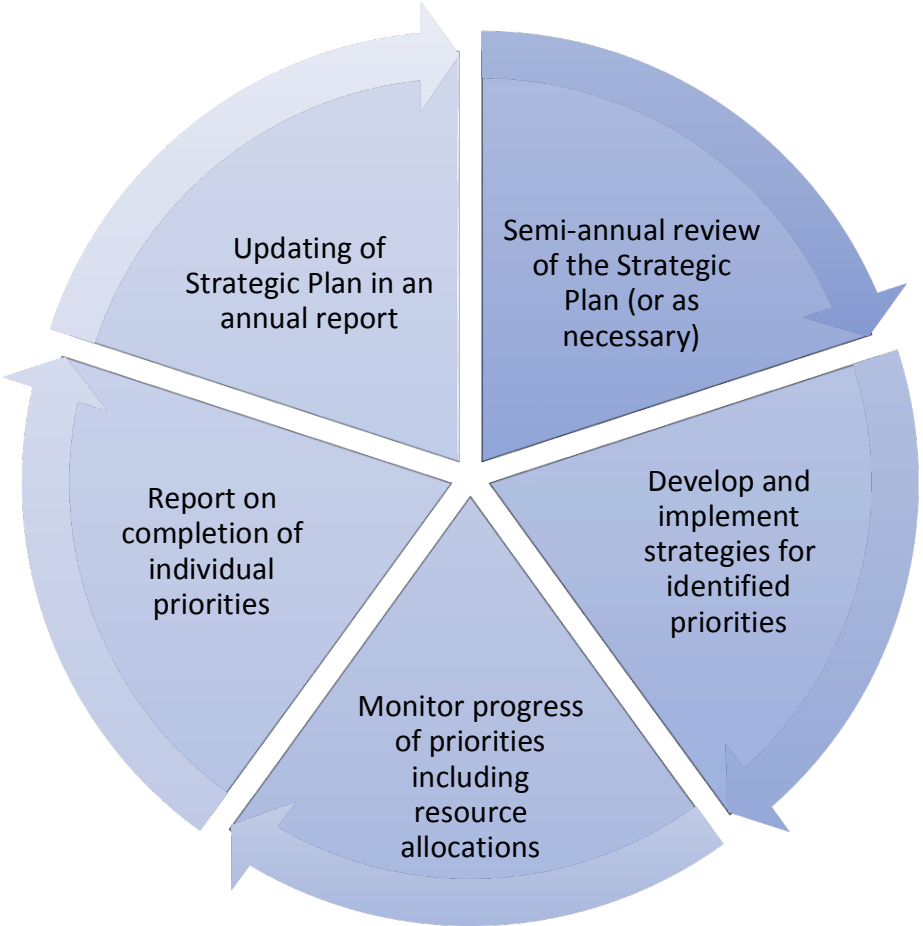 Semi-annual review
of the Strategic
Plan (or as
necessary)
Develop and
implement
strategies for
identified
priorities
Monitor progress
of priorities
including
resource
allocations
Report on
completion of
individual
priorities
Updating of
Strategic Plan in an
annual report